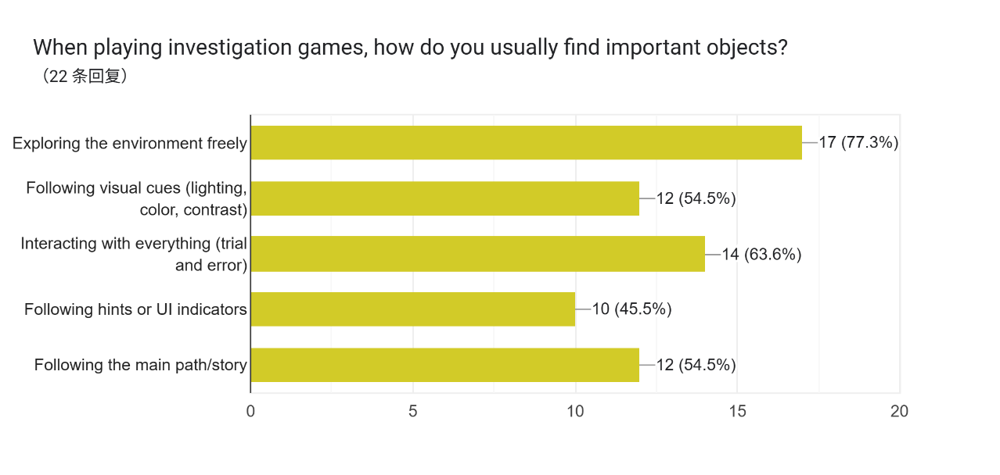 When playing investigation games, how do you usually find important objects?
（22 条回复）
Exploring the environment freely
17 (77.3%)
Following visual cues (lighting,
color, contrast)
12 (54.5%)
Interacting with everything (trial
and error)
14 (63.6%)
Following hints or UI indicators
10 (45.5%)
Following the main path/story
12 (54.5%)
0
5
10
15
20